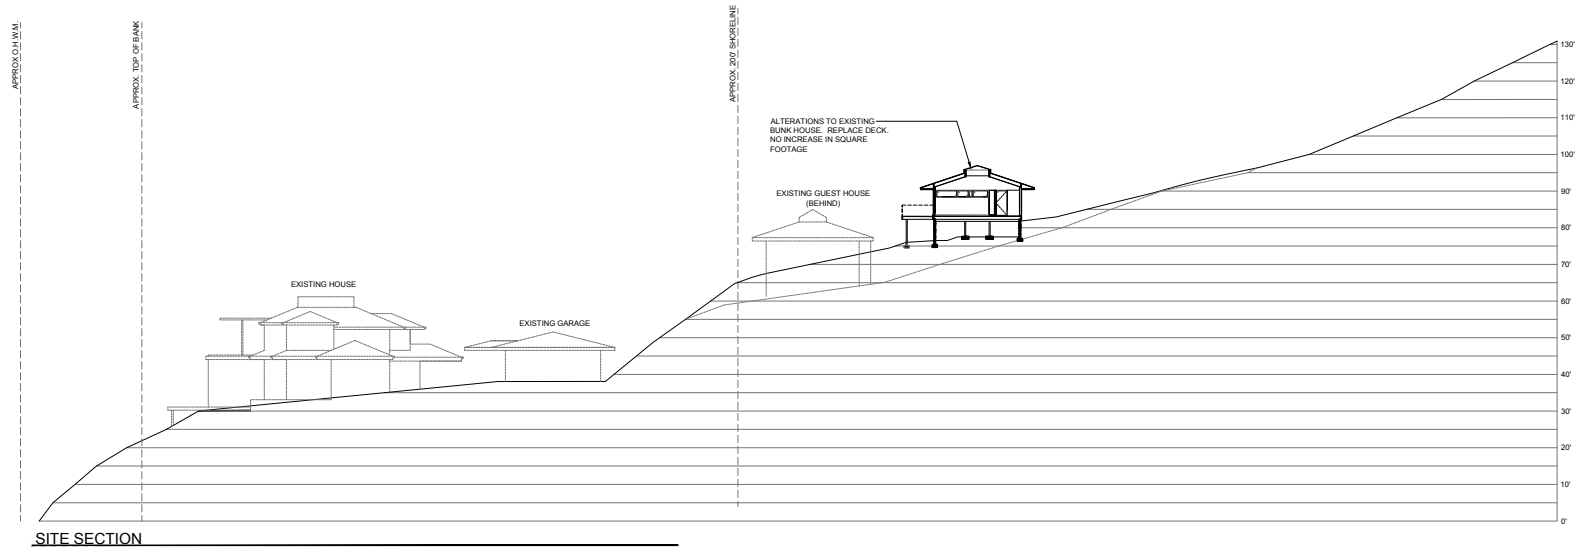 APPROX O.H.W.M.
APPROX. TOP OF BANK
APPROX. 200' SHORELINE
ALTERATIONS TO EXISTING
BUNK HOUSE. REPLACE DECK.
NO INCREASE IN SQUARE
FOOTAGE
EXISTING GUEST HOUSE
(BEHIND)
EXISTING HOUSE
EXISTING GARAGE
130'
120'
110'
100'
90'
80'
70'
60'
50'
40'
30'
20'
10'
0'
SITE SECTION